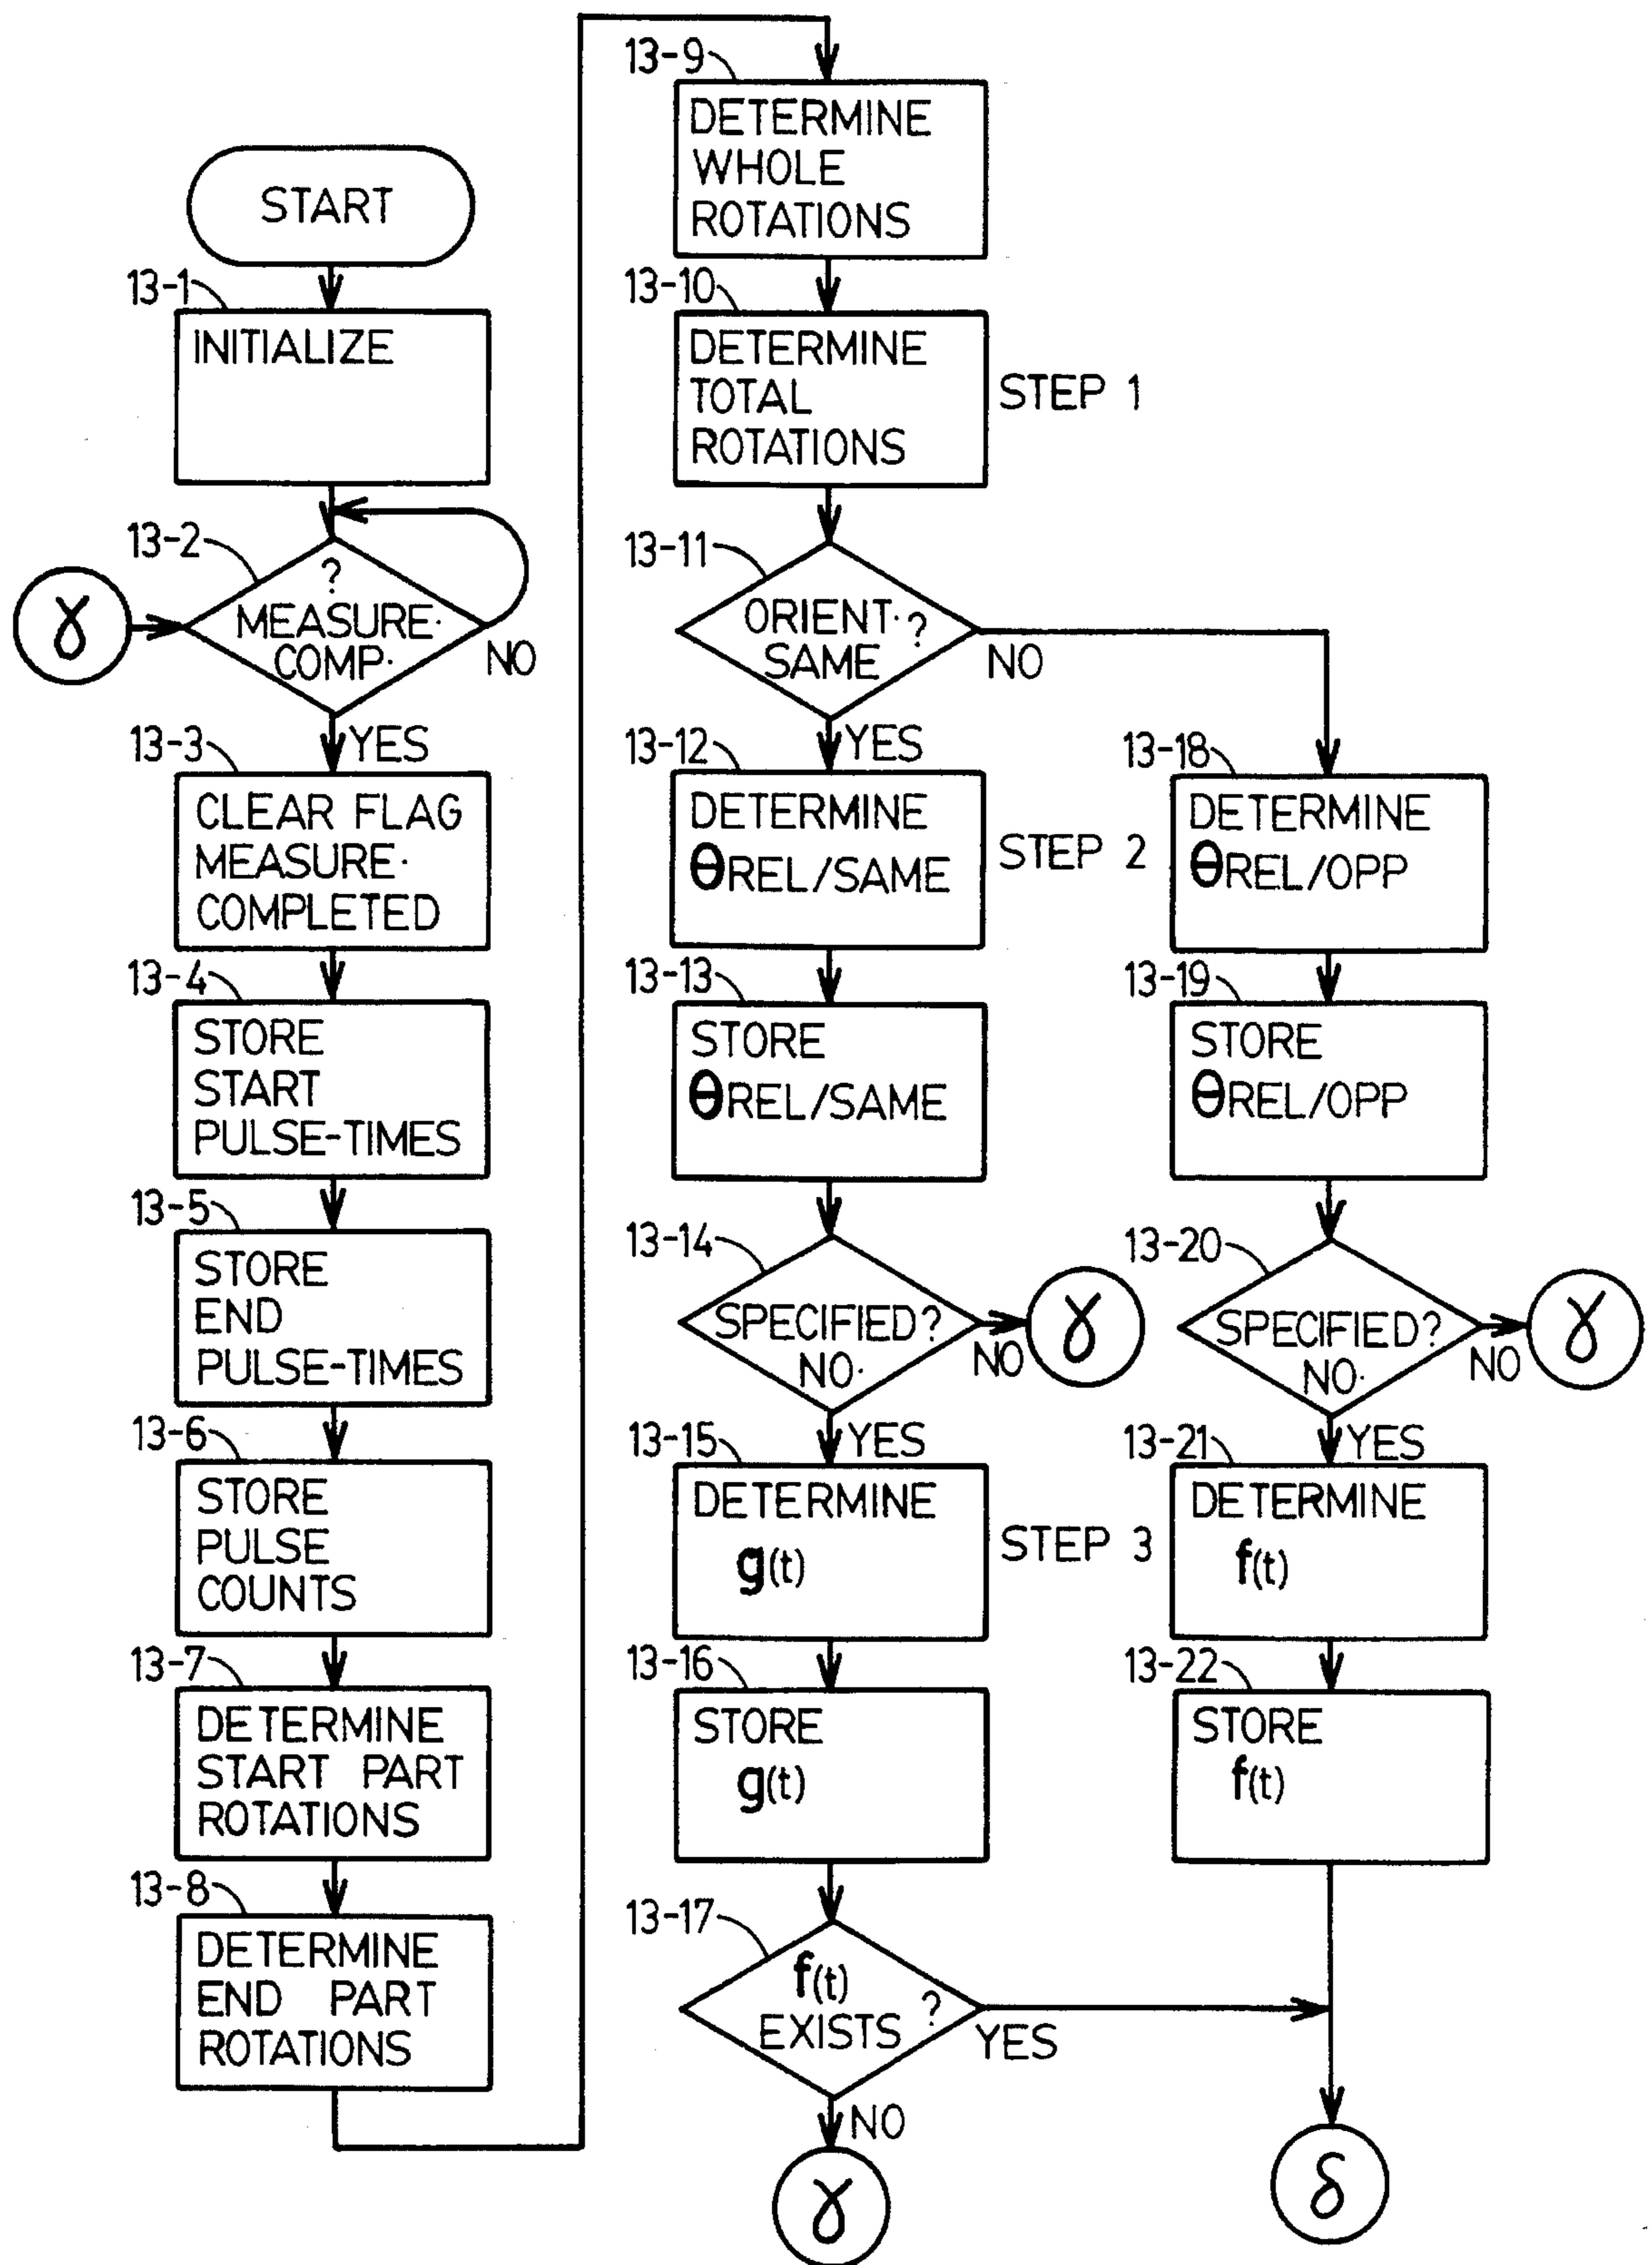 START
13-1
INITIALIZE
13-2
?
MEASURE.
COMP.
NO
γ
13-3
YES
CLEAR FLAG
MEASURE.
COMPLETED
13-4
STORE
START
PULSE-TIMES
13-5
STORE
END
PULSE-TIMES
13-6
STORE
PULSE
COUNTS
13-7
DETERMINE
START PART
ROTATIONS
13-8
DETERMINE
END PART
ROTATIONS
13-9
DETERMINE
WHOLE
ROTATIONS
13-10
DETERMINE
TOTAL
ROTATIONS
STEP 1
13-11
ORIENT. ?
SAME
NO
13-12
YES
DETERMINE
θREL/SAME
STEP 2
13-13
STORE
θREL/SAME
13-14
SPECIFIED?
NO.
NO
γ
13-15
YES
DETERMINE
g(t)
STEP 3
13-16
STORE
g(t)
13-17
f(t)
EXISTS ?
YES
NO
γ
13-18
DETERMINE
θREL/OPP
13-19
STORE
θREL/OPP
13-20
SPECIFIED?
NO.
NO
γ
13-21
YES
DETERMINE
f(t)
13-22
STORE
f(t)
δ